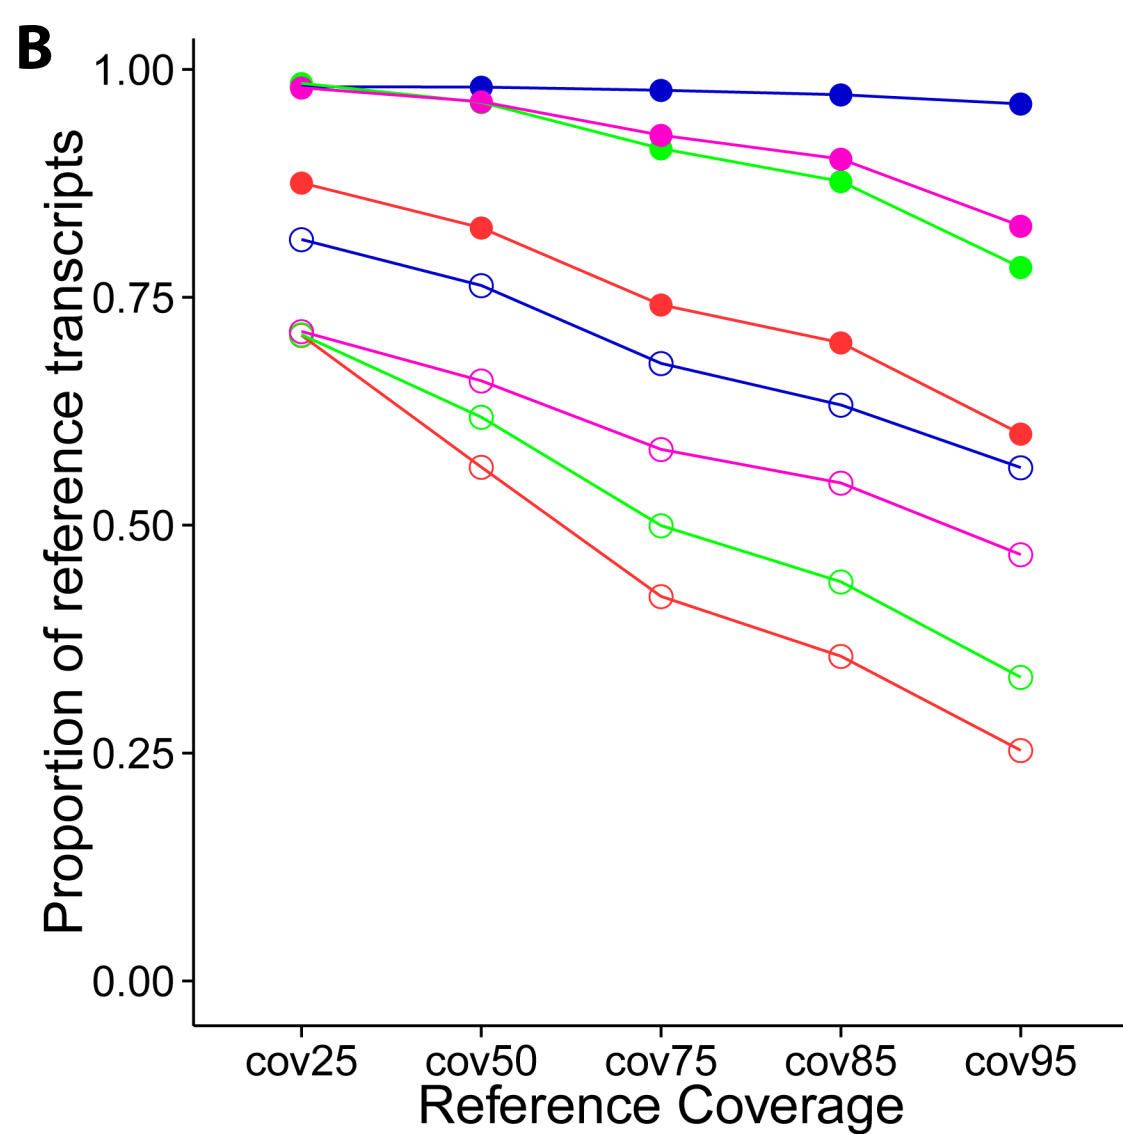 B
Proportion of reference transcripts
1.00
0.75
0.50
0.25
0.00
cov25 cov50 cov75 cov85 cov95
Reference Coverage